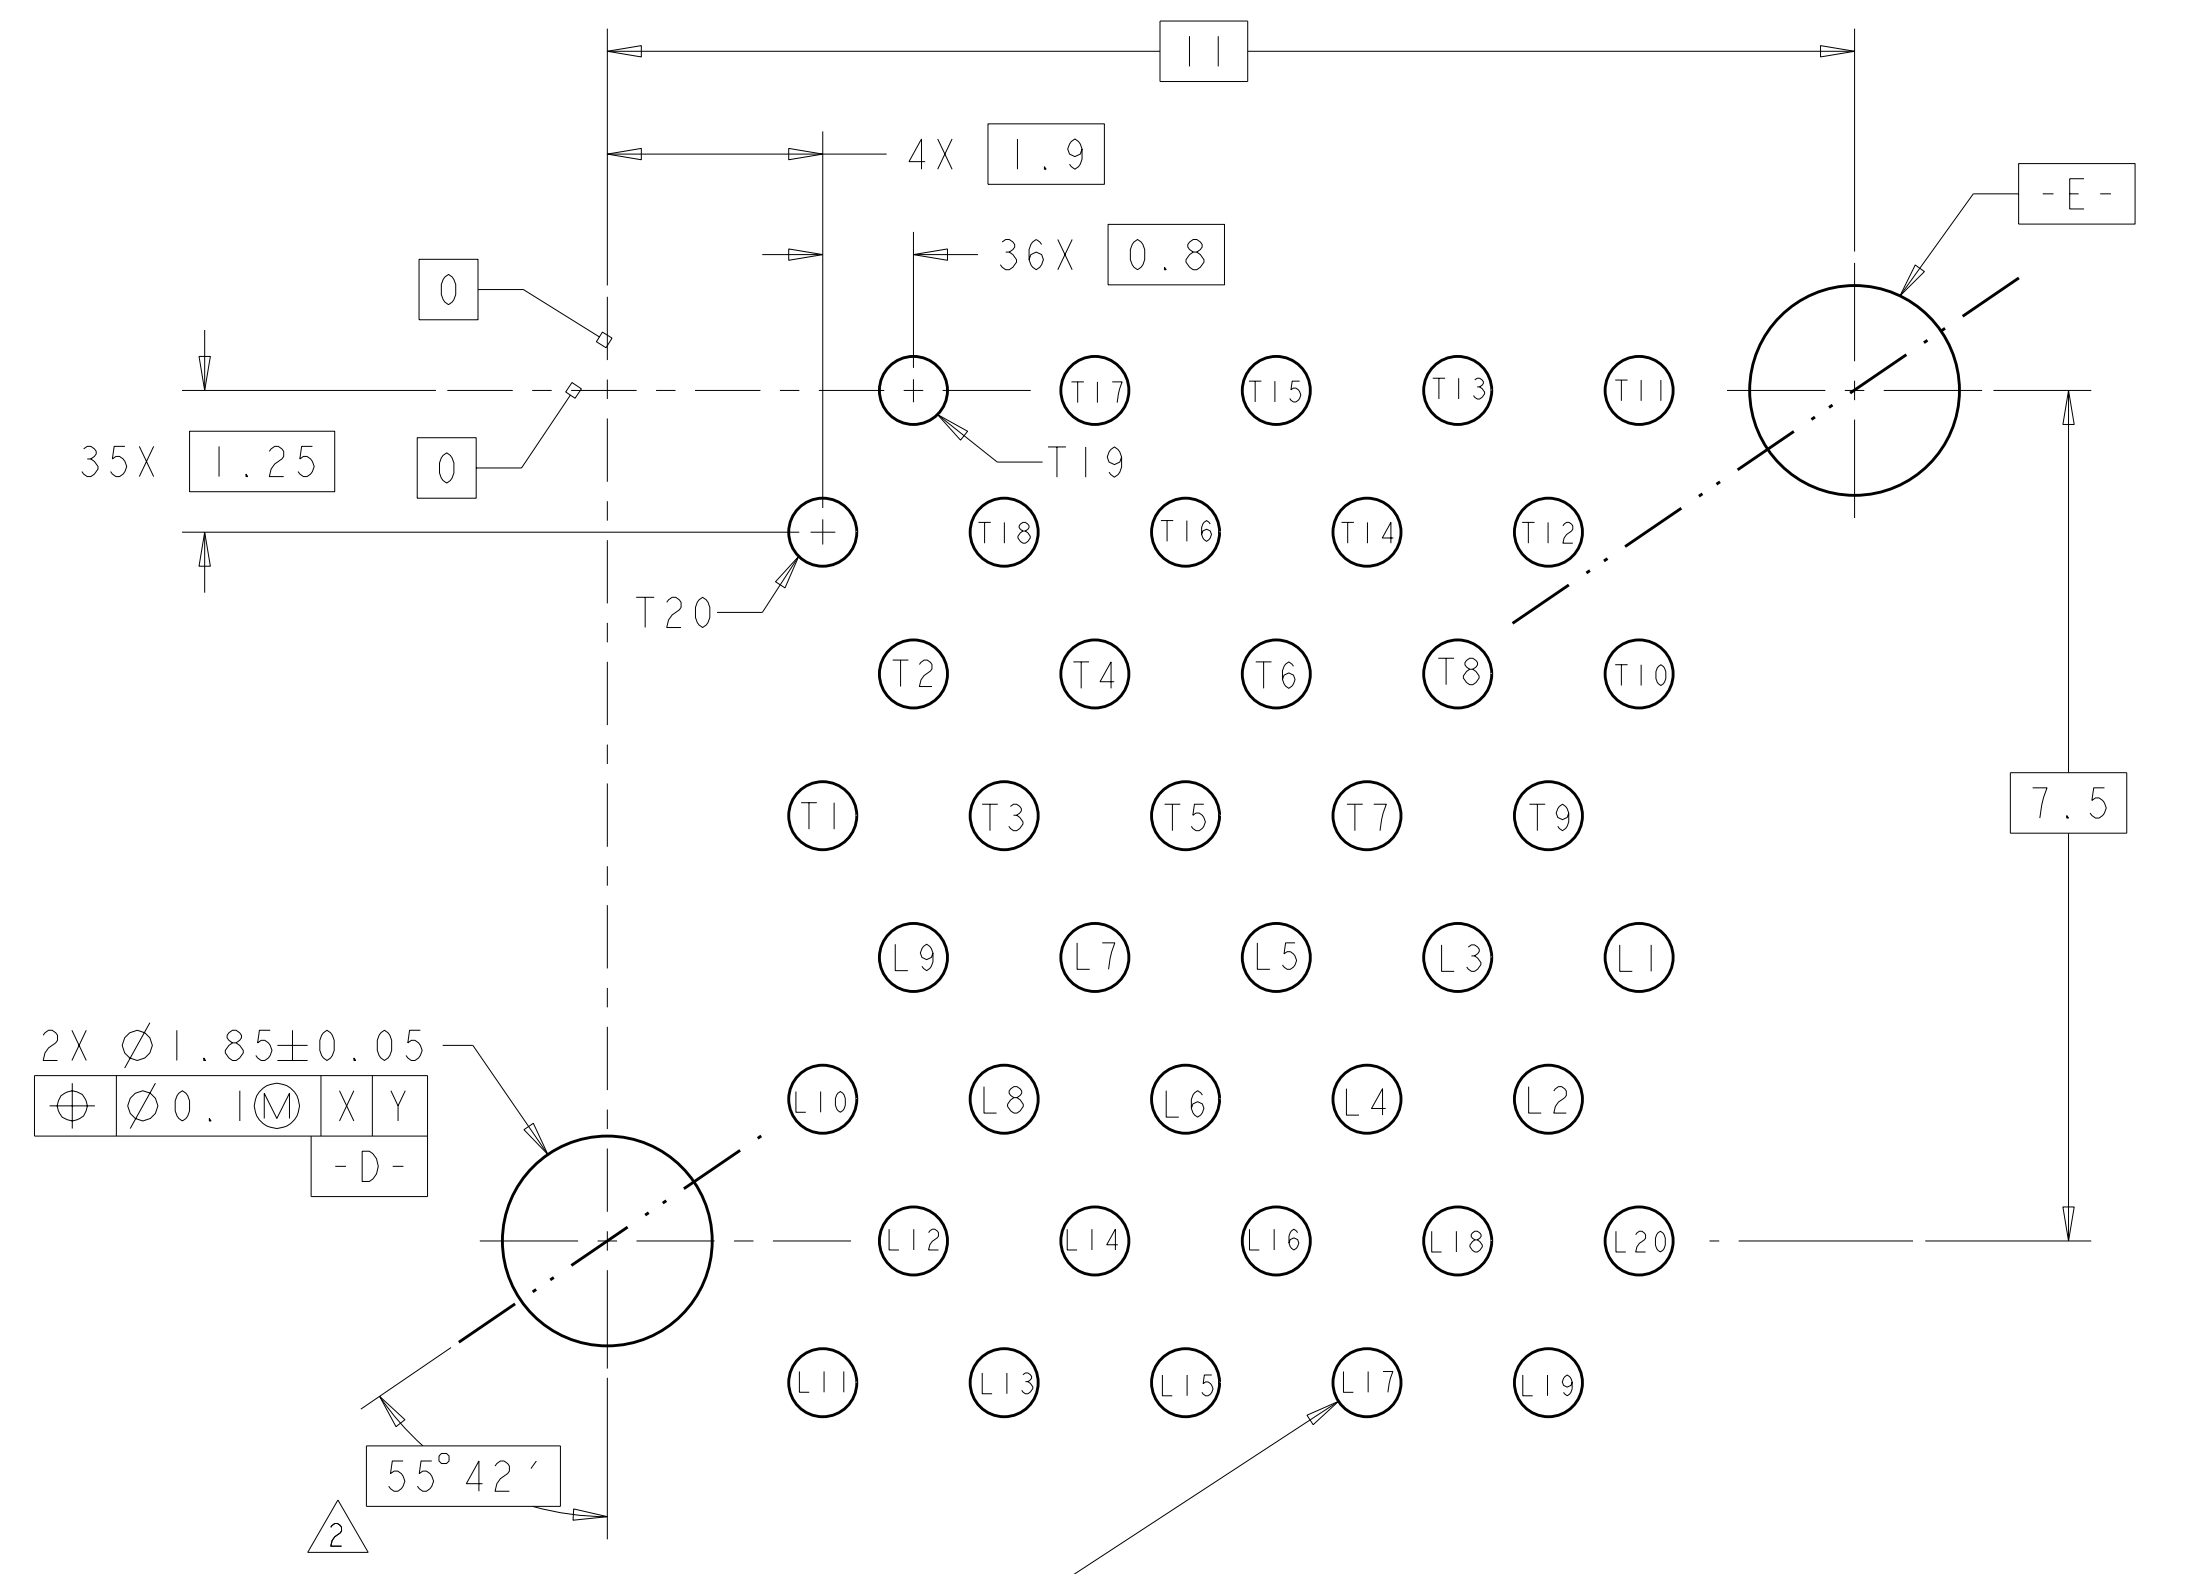 11
4X 1.9
-E-
36X 0.8
0
T17 T15 T13 T11
35X 1.25
0
T19
T18 T16 T14 T12
T20
T2 T4 T6 T8 T10
7.5
T1 T3 T5 T7 T9
L9 L7 L5 L3 L1
2X Ø1.85±0.05
⌖ Ø0.1Ⓜ X Y
-D-
L10 L8 L6 L4 L2
L12 L14 L16 L18 L20
L11 L13 L15 L17 L19
55°42′
2